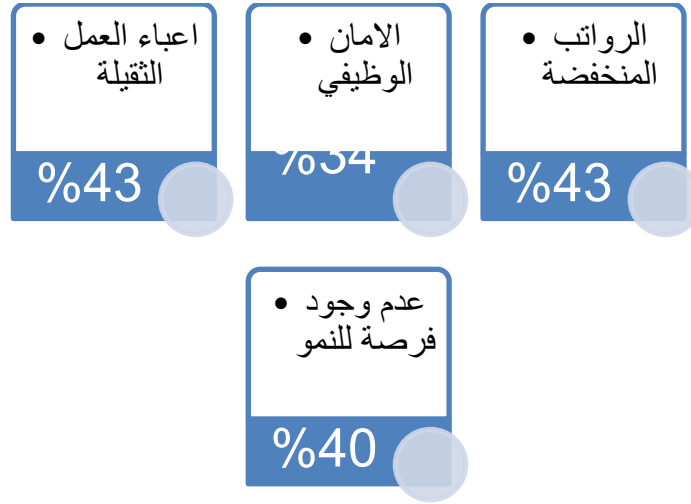 الرواتب •
المنخفضة
%43
الامان •
الوظيفي
%34
اعباء العمل •
الثقيلة
%43
عدم وجود •
فرصة للنمو
%40